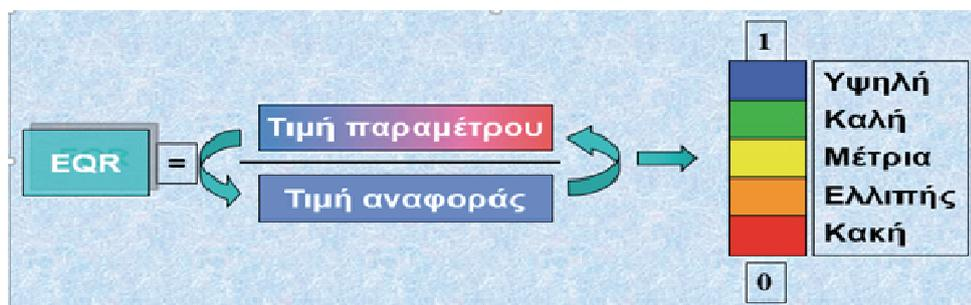 EQR
=
Τιμή παραμέτρου
Τιμή αναφοράς
1
Υψηλή
Καλή
Μέτρια
Ελλιπής
Κακή
0